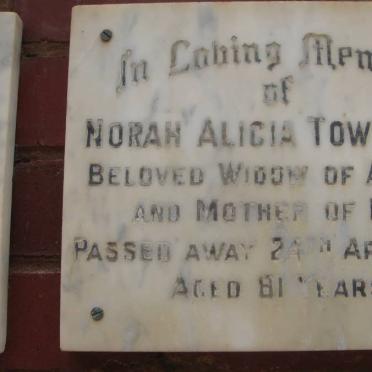 In Loving Mem
of
NORAH ALICIA TOW
BELOVED WIDOW OF A
AND MOTHER OF
PASSED AWAY 24TH AP
AGED 81 YEARS